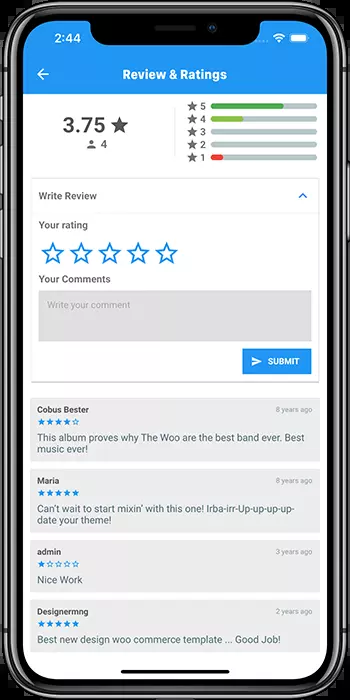 2:44
Review & Ratings
3.75
4
5
4
3
2
1
Write Review
Your rating
Your Comments
Write your comment
SUBMIT
Cobus Bester 8 years ago
This album proves why The Woo are the best band ever. Best
music ever!
Maria 8 years ago
Can't wait to start mixin' with this one! Irba-irr-Up-up-up-up-
date your theme!
admin 3 years ago
Nice Work
Designermng 2 years ago
Best new design woo commerce template ... Good Job!